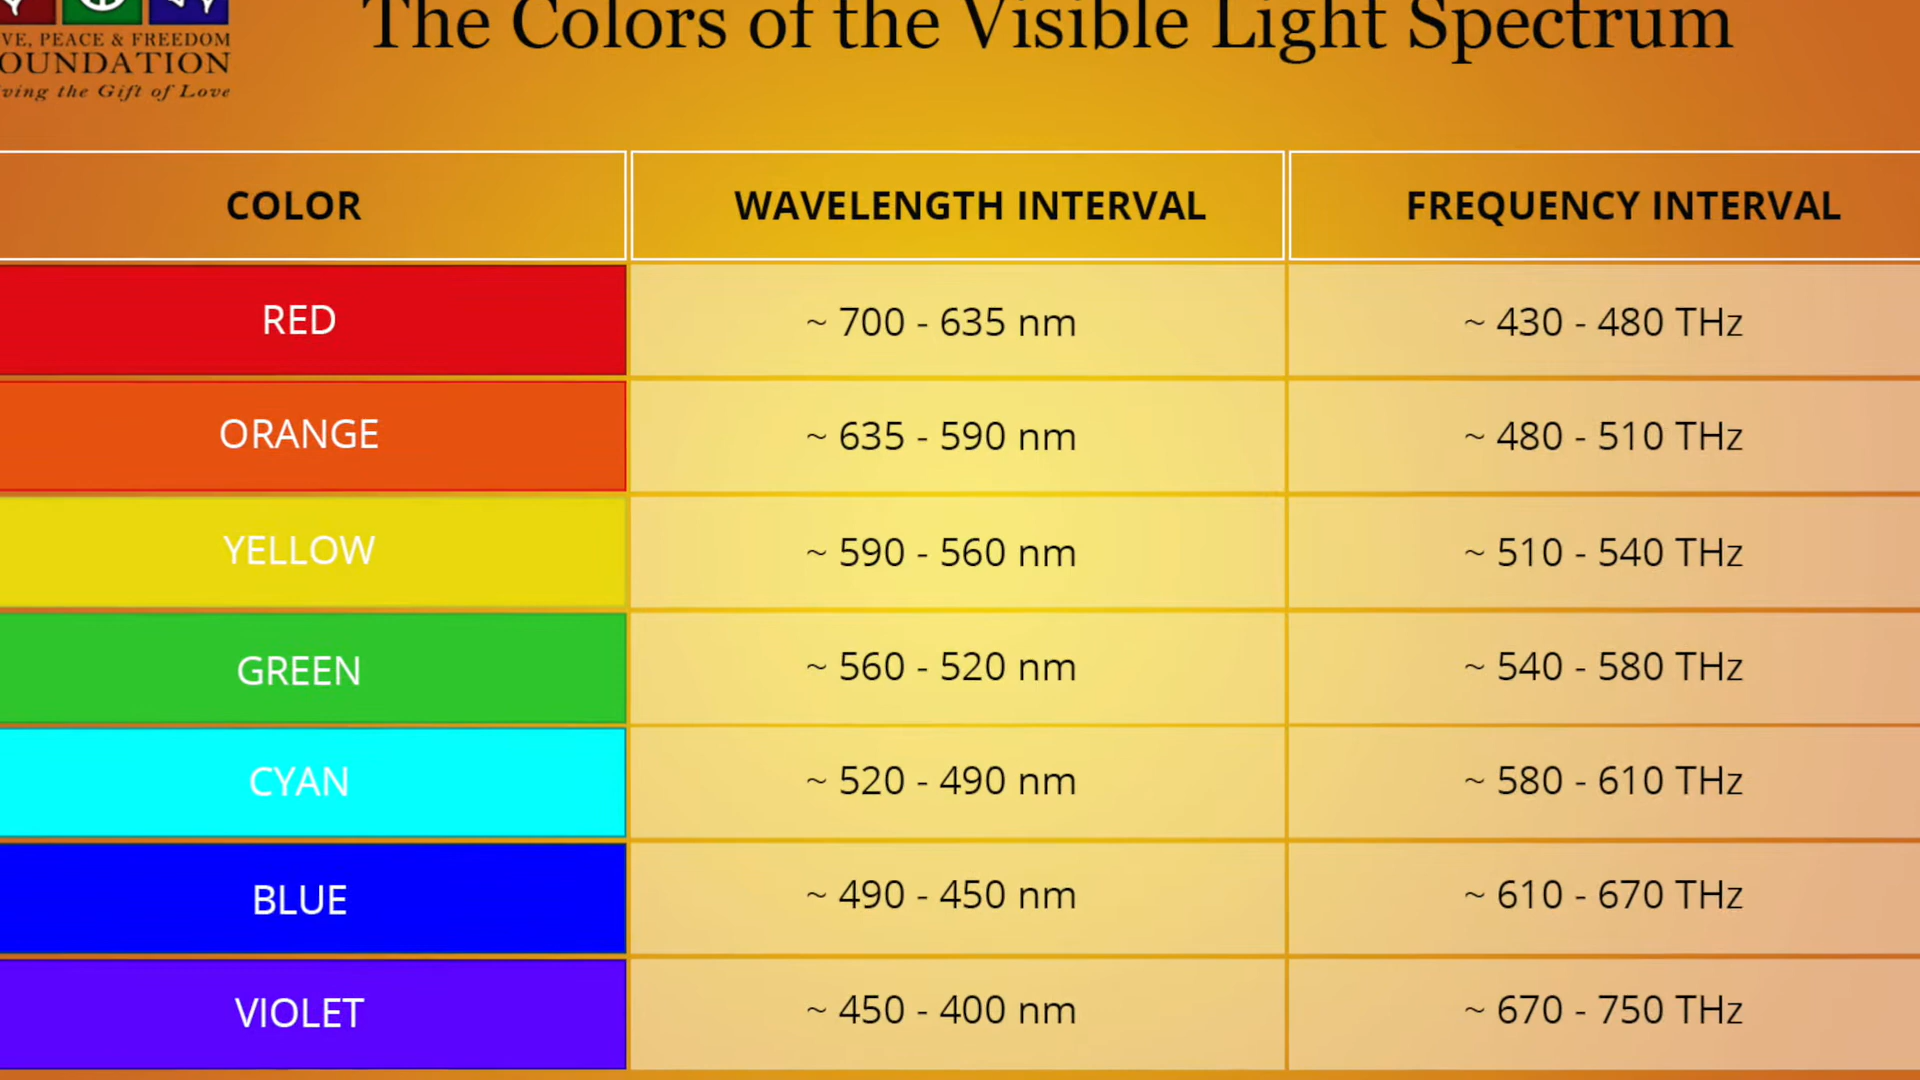 VE, PEACE & FREEDOM
OUNDATION
ving the Gift of Love
The Colors of the Visible Light Spectrum
COLOR WAVELENGTH INTERVAL FREQUENCY INTERVAL
RED ~ 700 - 635 nm ~ 430 - 480 THz
ORANGE ~ 635 - 590 nm ~ 480 - 510 THz
YELLOW ~ 590 - 560 nm ~ 510 - 540 THz
GREEN ~ 560 - 520 nm ~ 540 - 580 THz
CYAN ~ 520 - 490 nm ~ 580 - 610 THz
BLUE ~ 490 - 450 nm ~ 610 - 670 THz
VIOLET ~ 450 - 400 nm ~ 670 - 750 THz